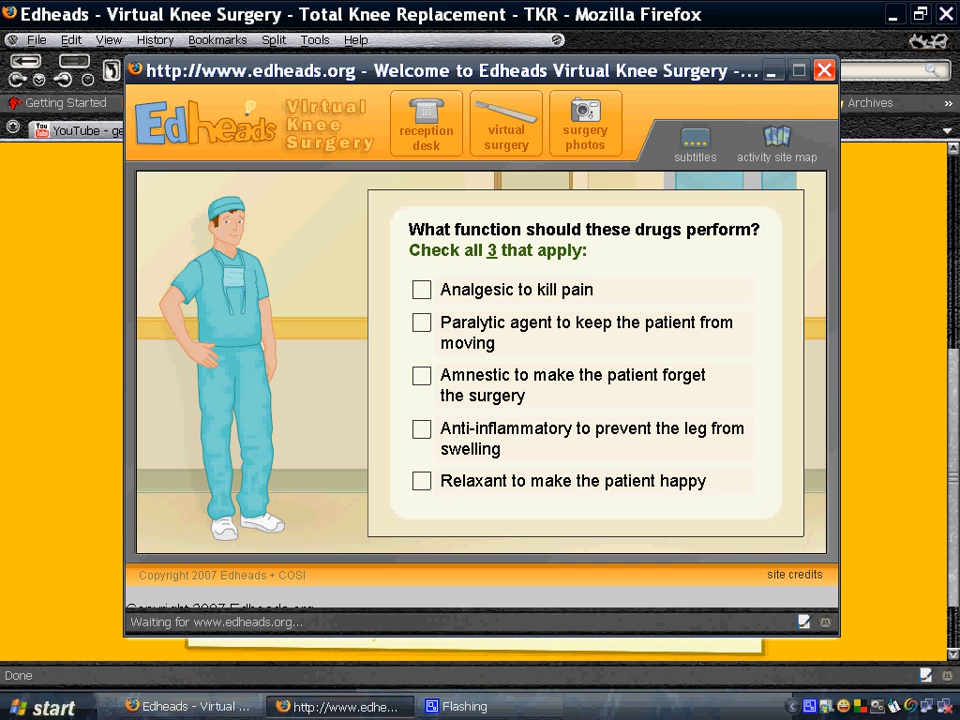 Edheads - Virtual Knee Surgery - Total Knee Replacement - TKR - Mozilla Firefox
File Edit View History Bookmarks Split Tools Help
http://www.edheads.org - Welcome to Edheads Virtual Knee Surgery -...
Getting Started
Archives
YouTube - ge
Edheads
Virtual
Knee
Surgery
reception
desk
virtual
surgery
surgery
photos
subtitles
activity site map
What function should these drugs perform?
Check all 3 that apply:
Analgesic to kill pain
Paralytic agent to keep the patient from
moving
Amnestic to make the patient forget
the surgery
Anti-inflammatory to prevent the leg from
swelling
Relaxant to make the patient happy
Copyright 2007 Edheads + COSI
site credits
Copyright 2007 Edheads.org
Waiting for www.edheads.org...
Done
start
Edheads - Virtual ...
http://www.edhe...
Flashing